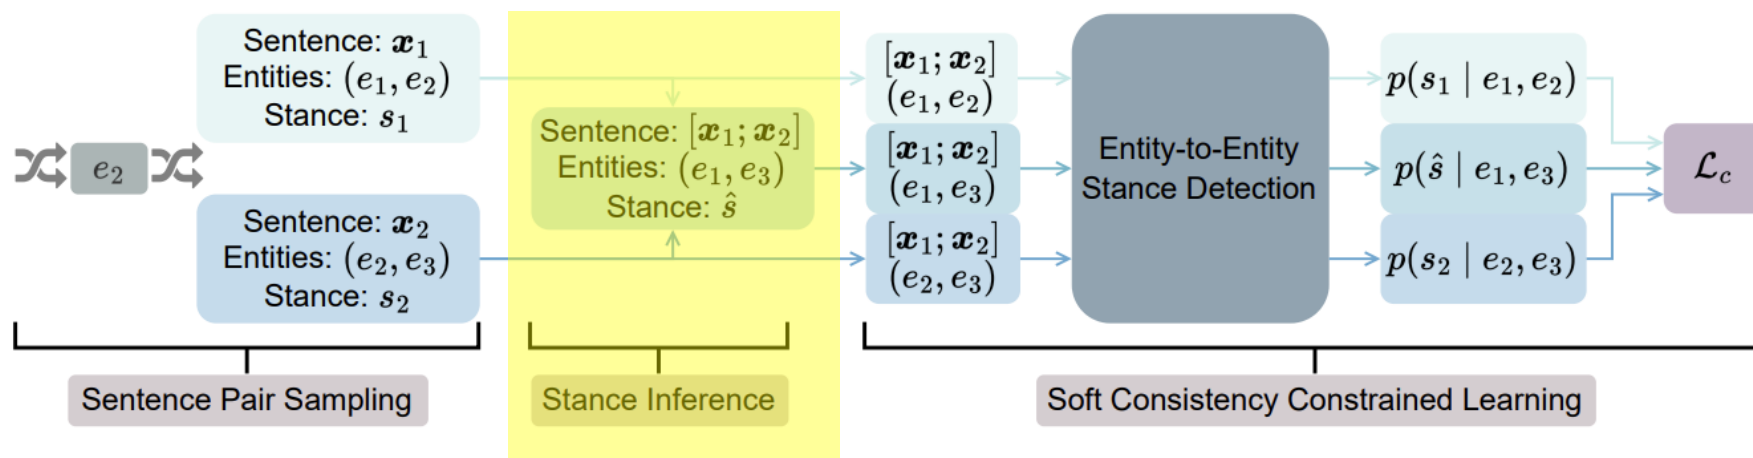 Sentence: x₁
Entities: (e₁, e₂)
Stance: s₁
e₂
Sentence: x₂
Entities: (e₂, e₃)
Stance: s₂
Sentence Pair Sampling
Sentence: [x₁; x₂]
Entities: (e₁, e₃)
Stance: ŝ
Stance Inference
[x₁; x₂]
(e₁, e₂)
[x₁; x₂]
(e₁, e₃)
[x₁; x₂]
(e₂, e₃)
Entity-to-Entity
Stance Detection
p(s₁ | e₁, e₂)
p(ŝ | e₁, e₃)
p(s₂ | e₂, e₃)
ℒ_c
Soft Consistency Constrained Learning